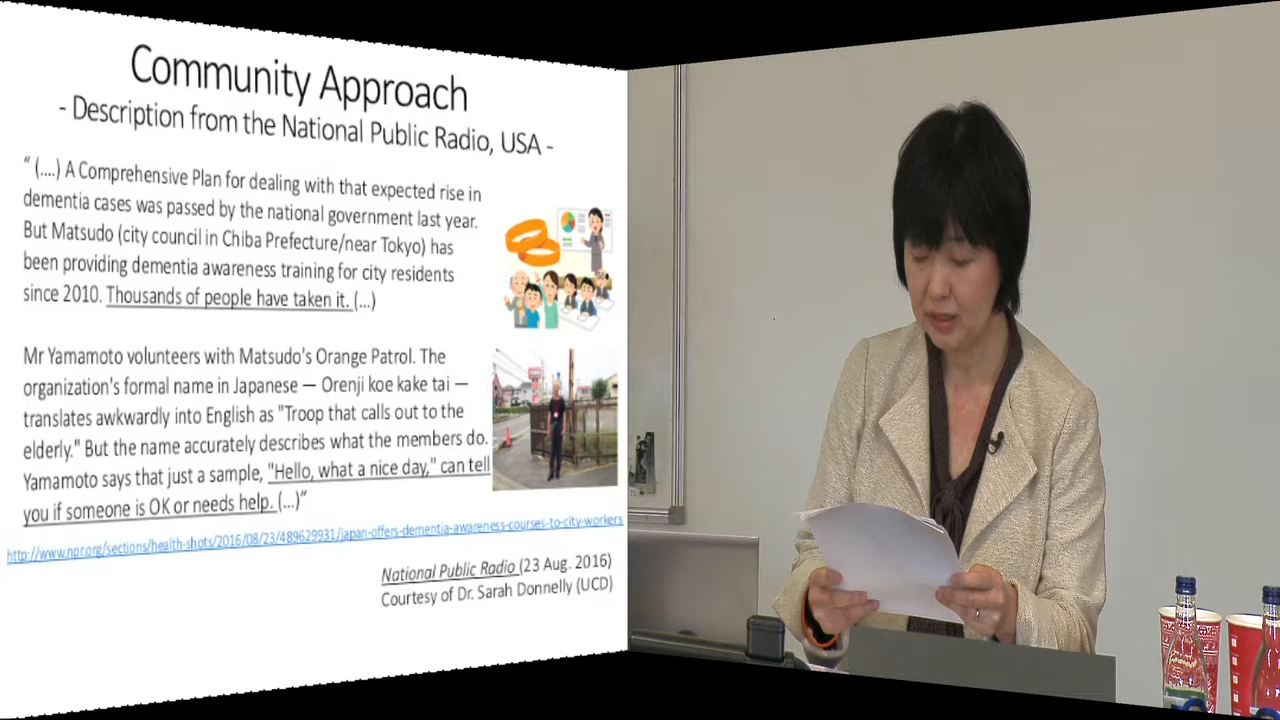 Community Approach
- Description from the National Public Radio, USA -
“ (....) A Comprehensive Plan for dealing with that expected rise in
dementia cases was passed by the national government last year.
But Matsudo (city council in Chiba Prefecture/near Tokyo) has
been providing dementia awareness training for city residents
since 2010. Thousands of people have taken it. (...)
Mr Yamamoto volunteers with Matsudo's Orange Patrol. The
organization's formal name in Japanese — Orenji koe kake tai —
translates awkwardly into English as "Troop that calls out to the
elderly." But the name accurately describes what the members do.
Yamamoto says that just a sample, "Hello, what a nice day," can tell
you if someone is OK or needs help. (...)”
http://www.npr.org/sections/health-shots/2016/08/23/489629931/japan-offers-dementia-awareness-courses-to-city-workers
National Public Radio (23 Aug. 2016)
Courtesy of Dr. Sarah Donnelly (UCD)